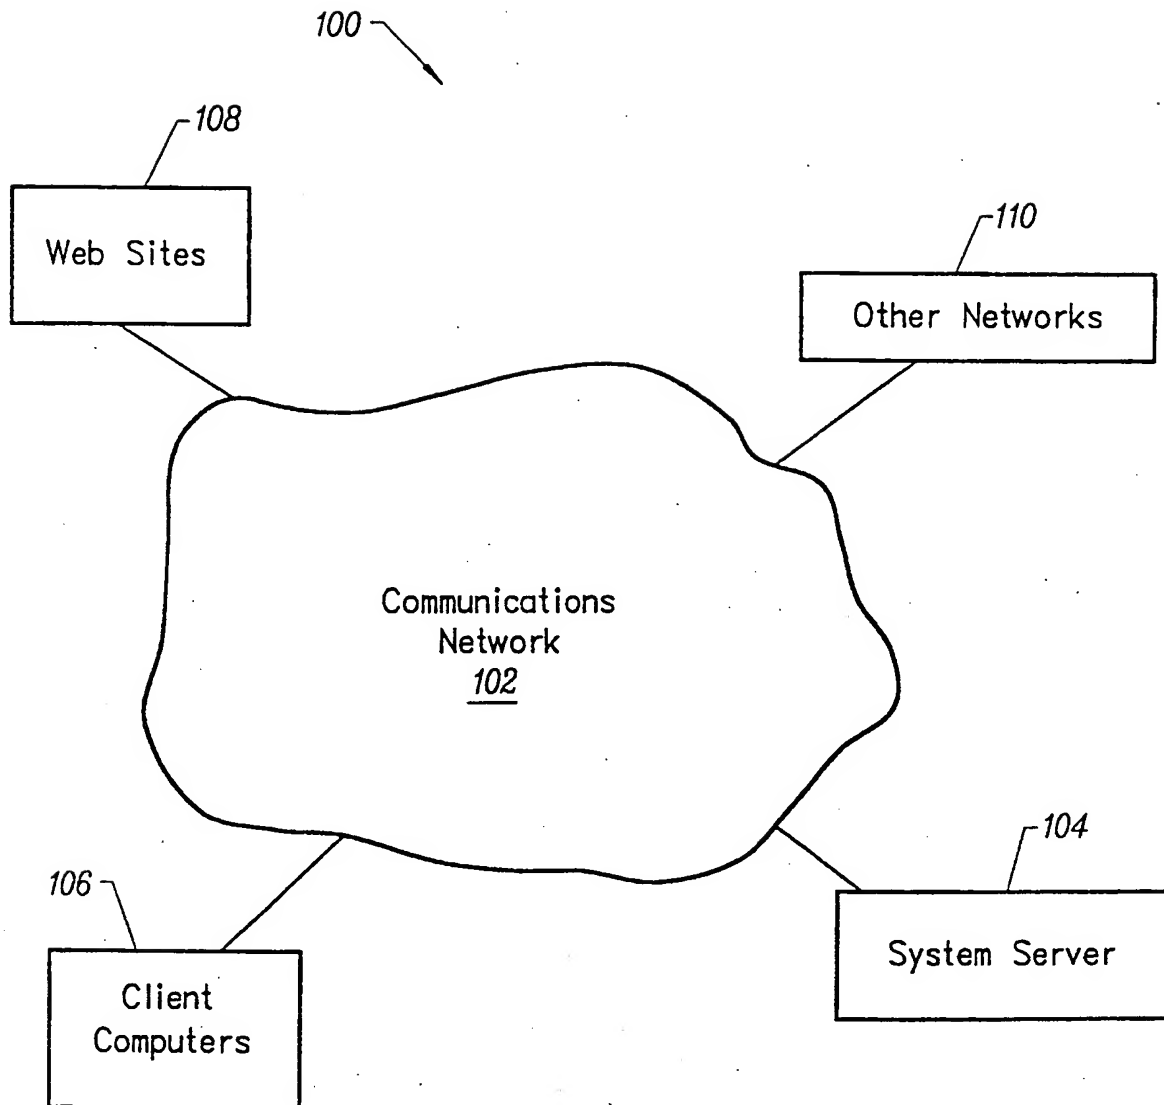 100
108
Web Sites
110
Other Networks
Communications
Network
102
104
System Server
106
Client
Computers